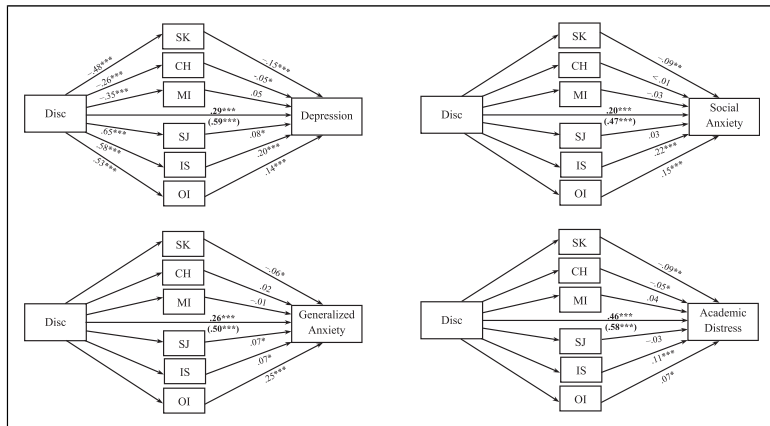 SK
CH
MI
SJ
IS
OI
Disc
Depression
−.48***
−.26***
−.35***
.65***
.58***
.53***
−.15***
−.05*
.05
.29***
(.59***)
.08*
.20***
.14***
SK
CH
MI
SJ
IS
OI
Disc
Social
Anxiety
−.09**
<.01
−.03
.20***
(.47***)
.03
.22***
.15***
SK
CH
MI
SJ
IS
OI
Disc
Generalized
Anxiety
−.06*
.02
−.01
.26***
(.50***)
.07*
.07*
.25***
SK
CH
MI
SJ
IS
OI
Disc
Academic
Distress
−.09**
−.05*
.04
.46***
(.58***)
−.03
.11***
.07*